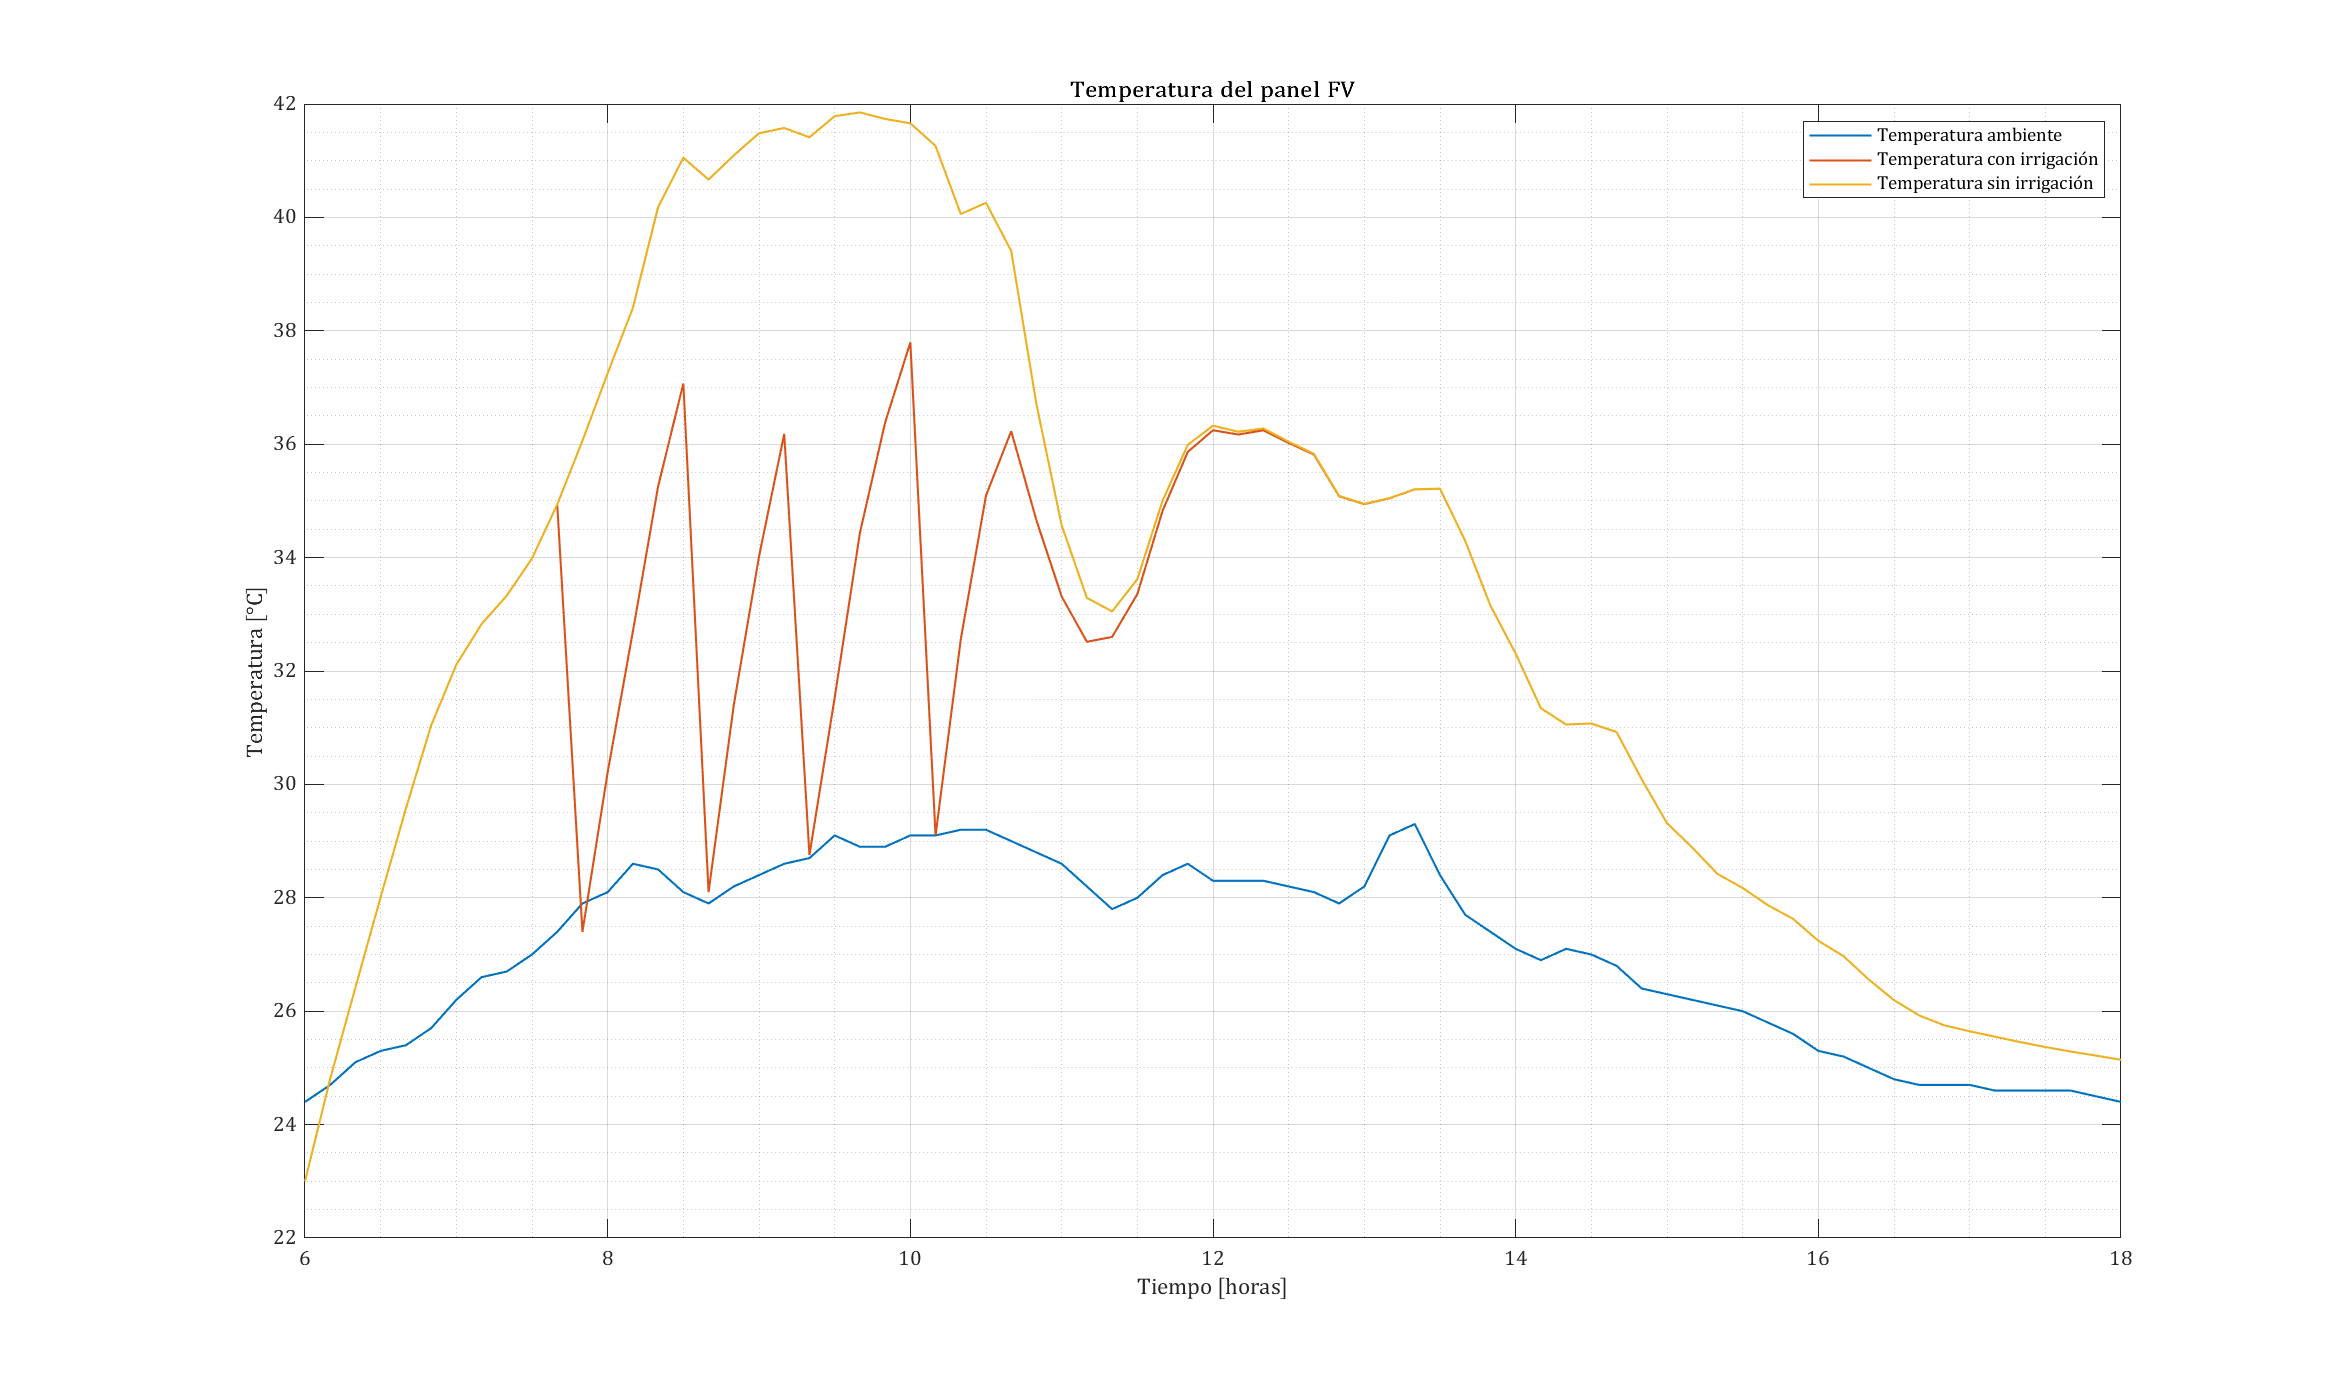 Temperatura del panel FV
Temperatura ambiente
Temperatura con irrigación
Temperatura sin irrigación
42
40
38
36
34
32
30
28
26
24
22
Temperatura [°C]
6 8 10 12 14 16 18
Tiempo [horas]